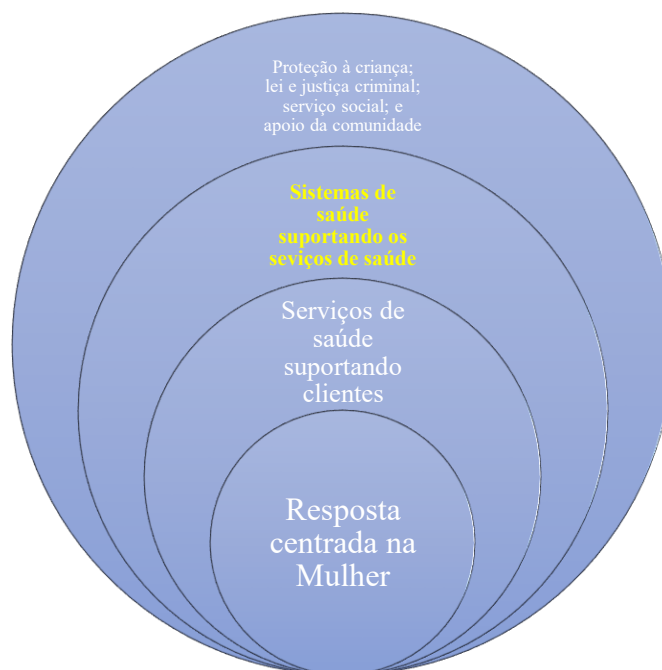 Proteção à criança;
lei e justiça criminal;
serviço social; e
apoio da comunidade
Sistemas de
saúde
suportando os
seviços de saúde
Serviços de
saúde
suportando
clientes
Resposta
centrada na
Mulher